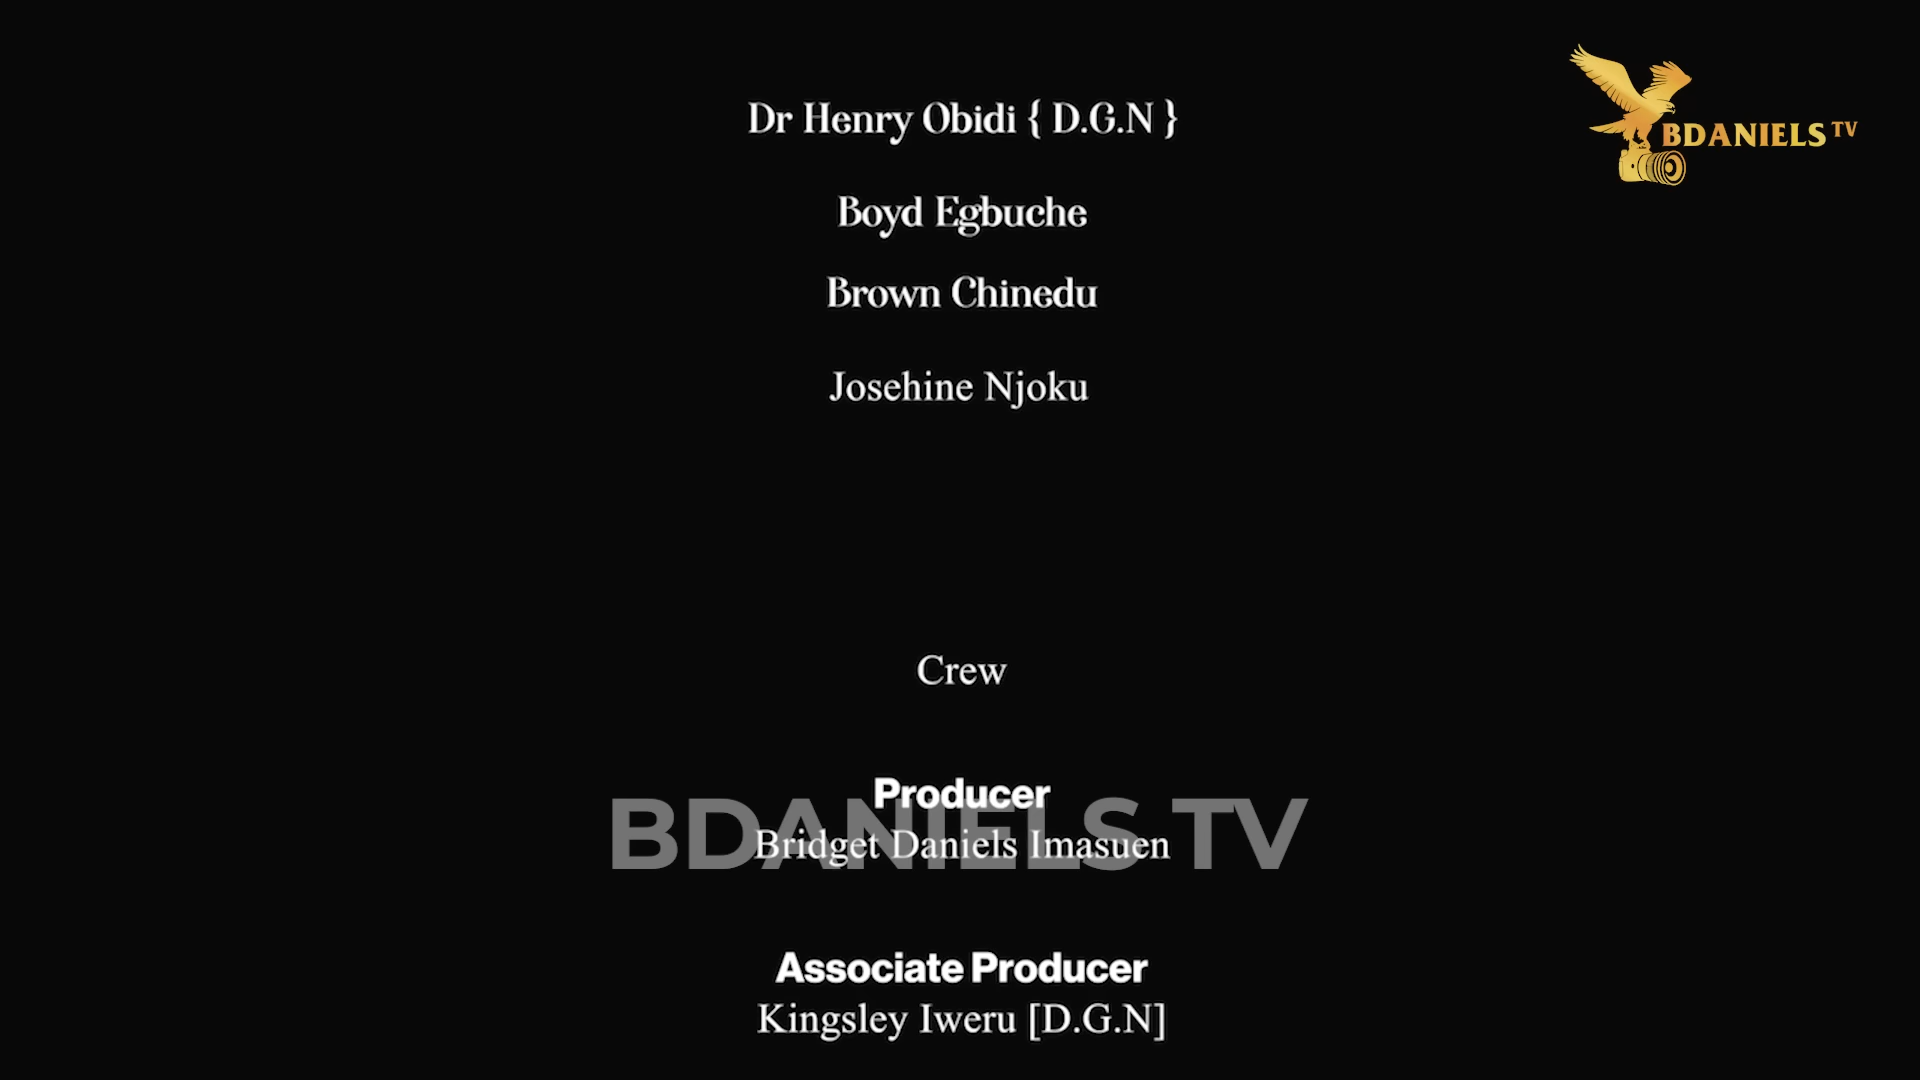 Dr Henry Obidi { D.G.N }
BDANIELS TV
Boyd Egbuche
Brown Chinedu
Josehine Njoku
Crew
Producer
BDANIELS TV
Bridget Daniels Imasuen
Associate Producer
Kingsley Iweru [D.G.N]